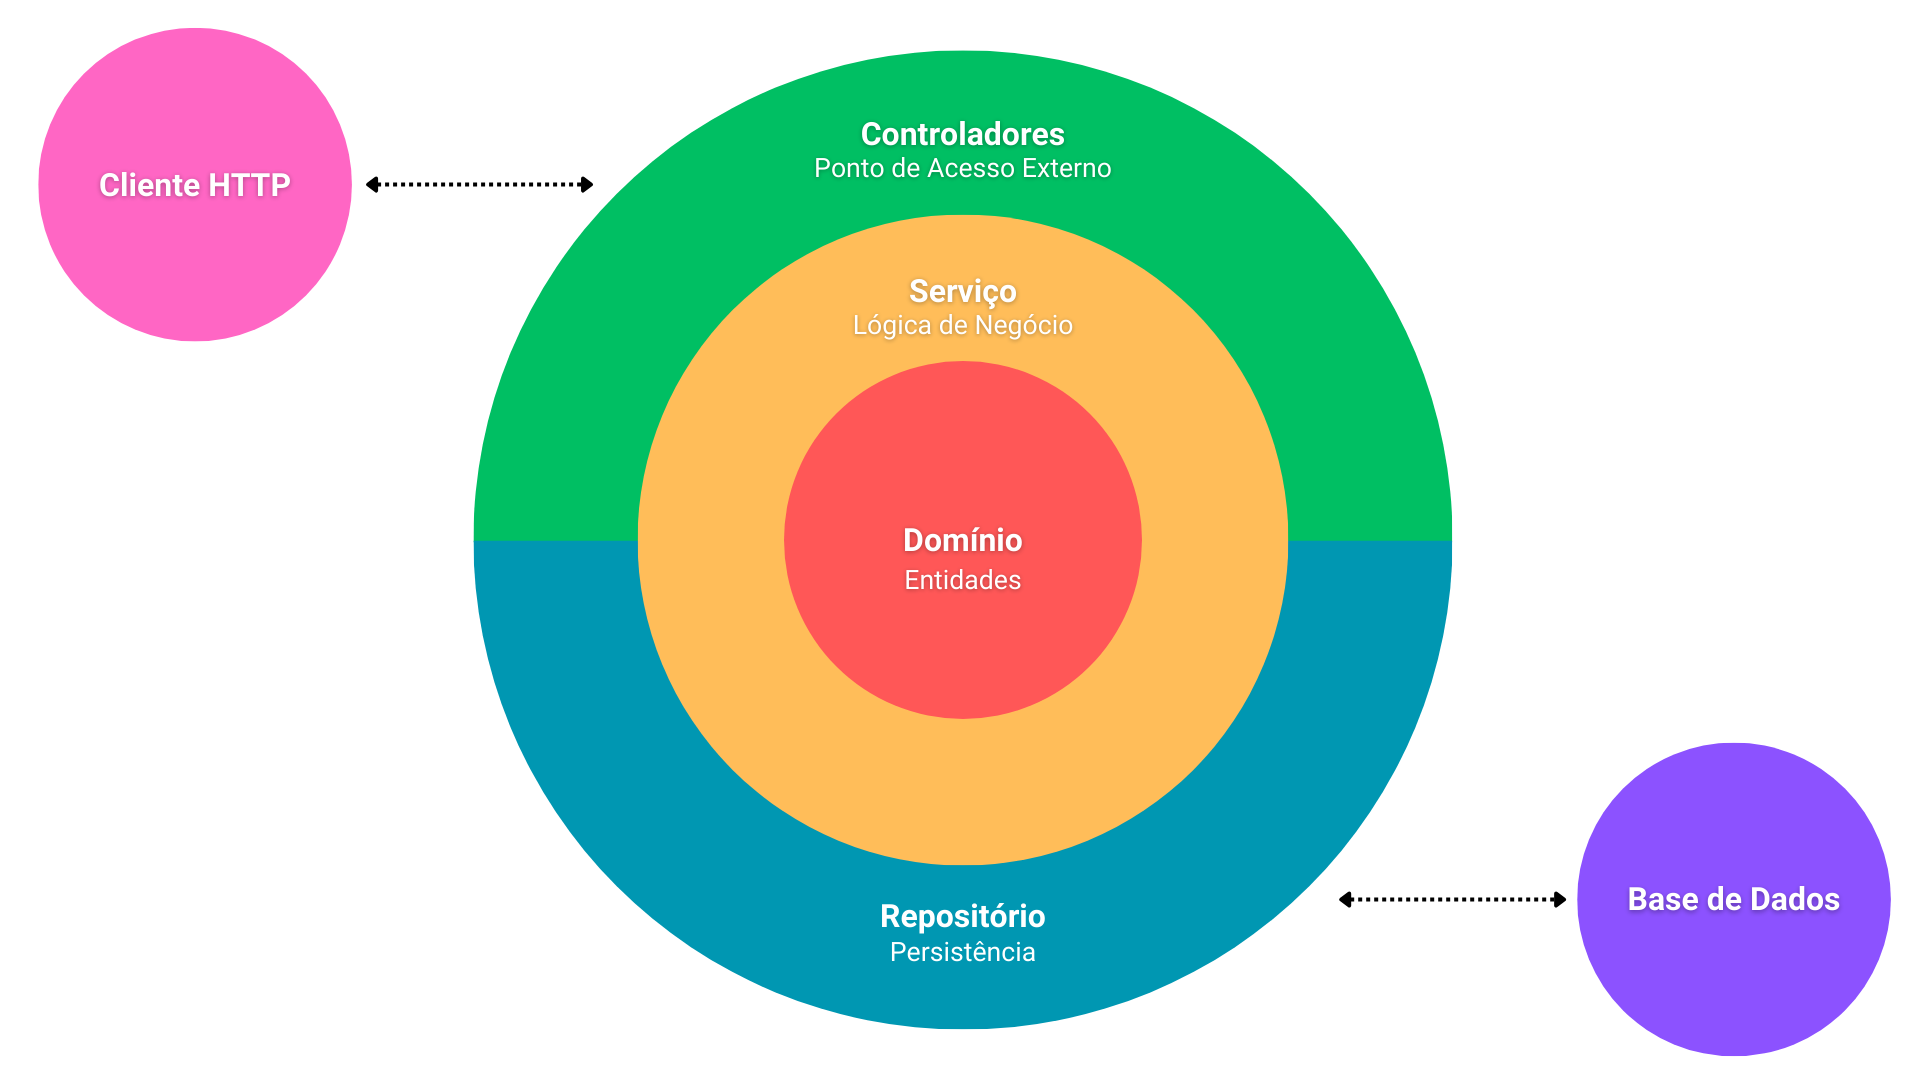 Controladores
Ponto de Acesso Externo
Cliente HTTP
Serviço
Lógica de Negócio
Domínio
Entidades
Repositório
Persistência
Base de Dados